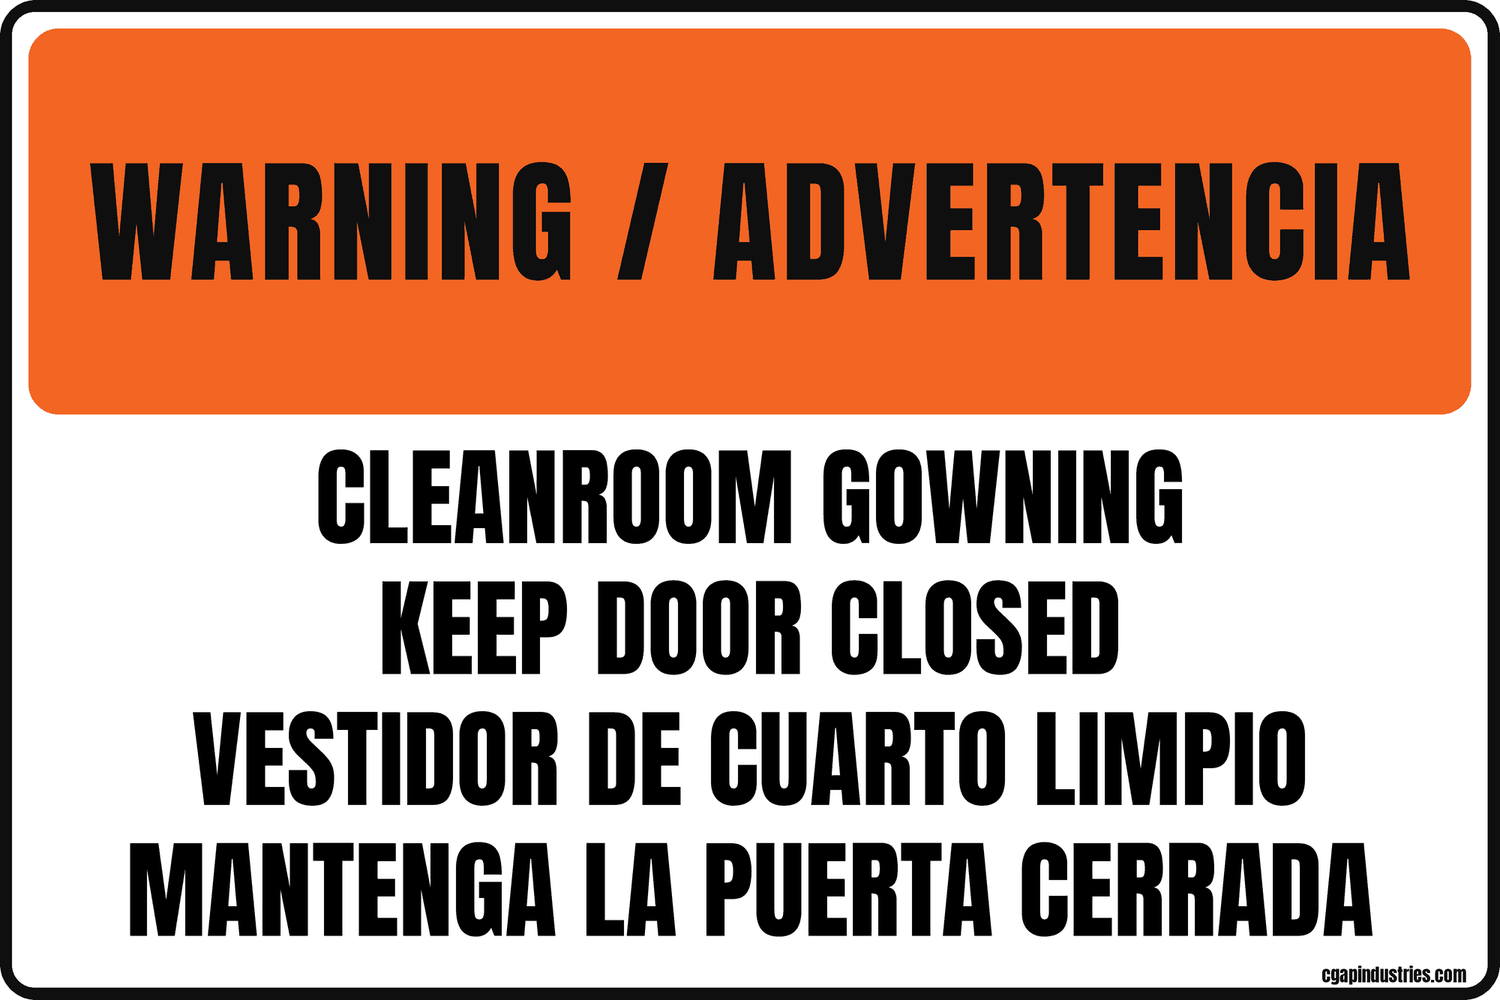 WARNING / ADVERTENCIA
CLEANROOM GOWNING
KEEP DOOR CLOSED
VESTIDOR DE CUARTO LIMPIO
MANTENGA LA PUERTA CERRADA
cgapindustries.com